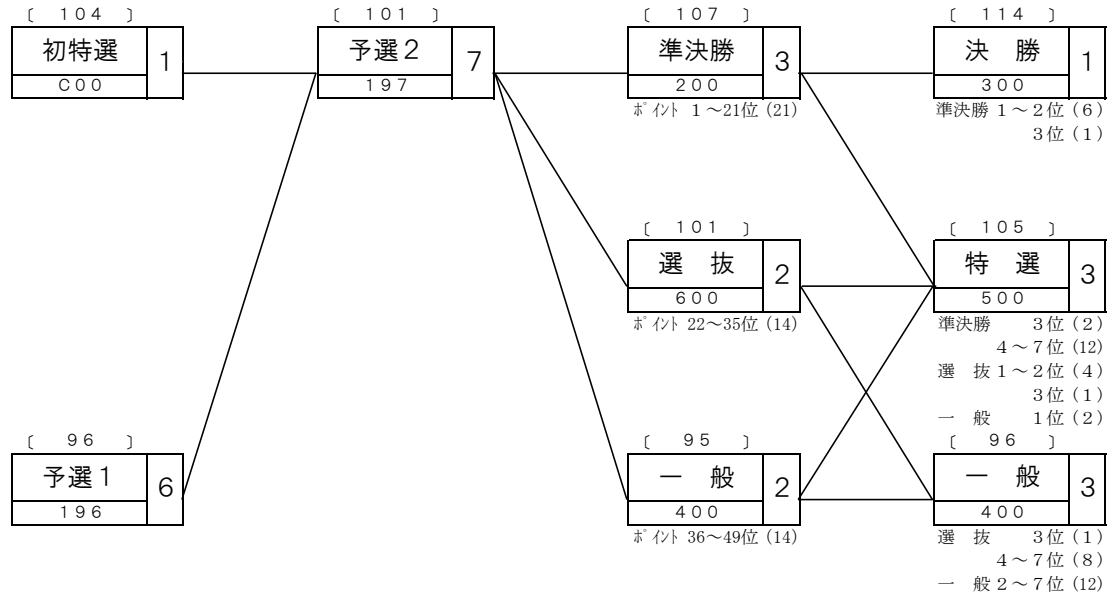 〔 104 〕
初特選 1
C00
〔 101 〕
予選2 7
197
〔 107 〕
準決勝 3
200
ポイント 1～21位 (21)
〔 114 〕
決 勝 1
300
準決勝 1～2位 (6)
3位 (1)
〔 101 〕
選 抜 2
600
ポイント 22～35位 (14)
〔 105 〕
特 選 3
500
準決勝 3位 (2)
4～7位 (12)
選 抜 1～2位 (4)
3位 (1)
一 般 1位 (2)
〔 96 〕
予選1 6
196
〔 95 〕
一 般 2
400
ポイント 36～49位 (14)
〔 96 〕
一 般 3
400
選 抜 3位 (1)
4～7位 (8)
一 般 2～7位 (12)